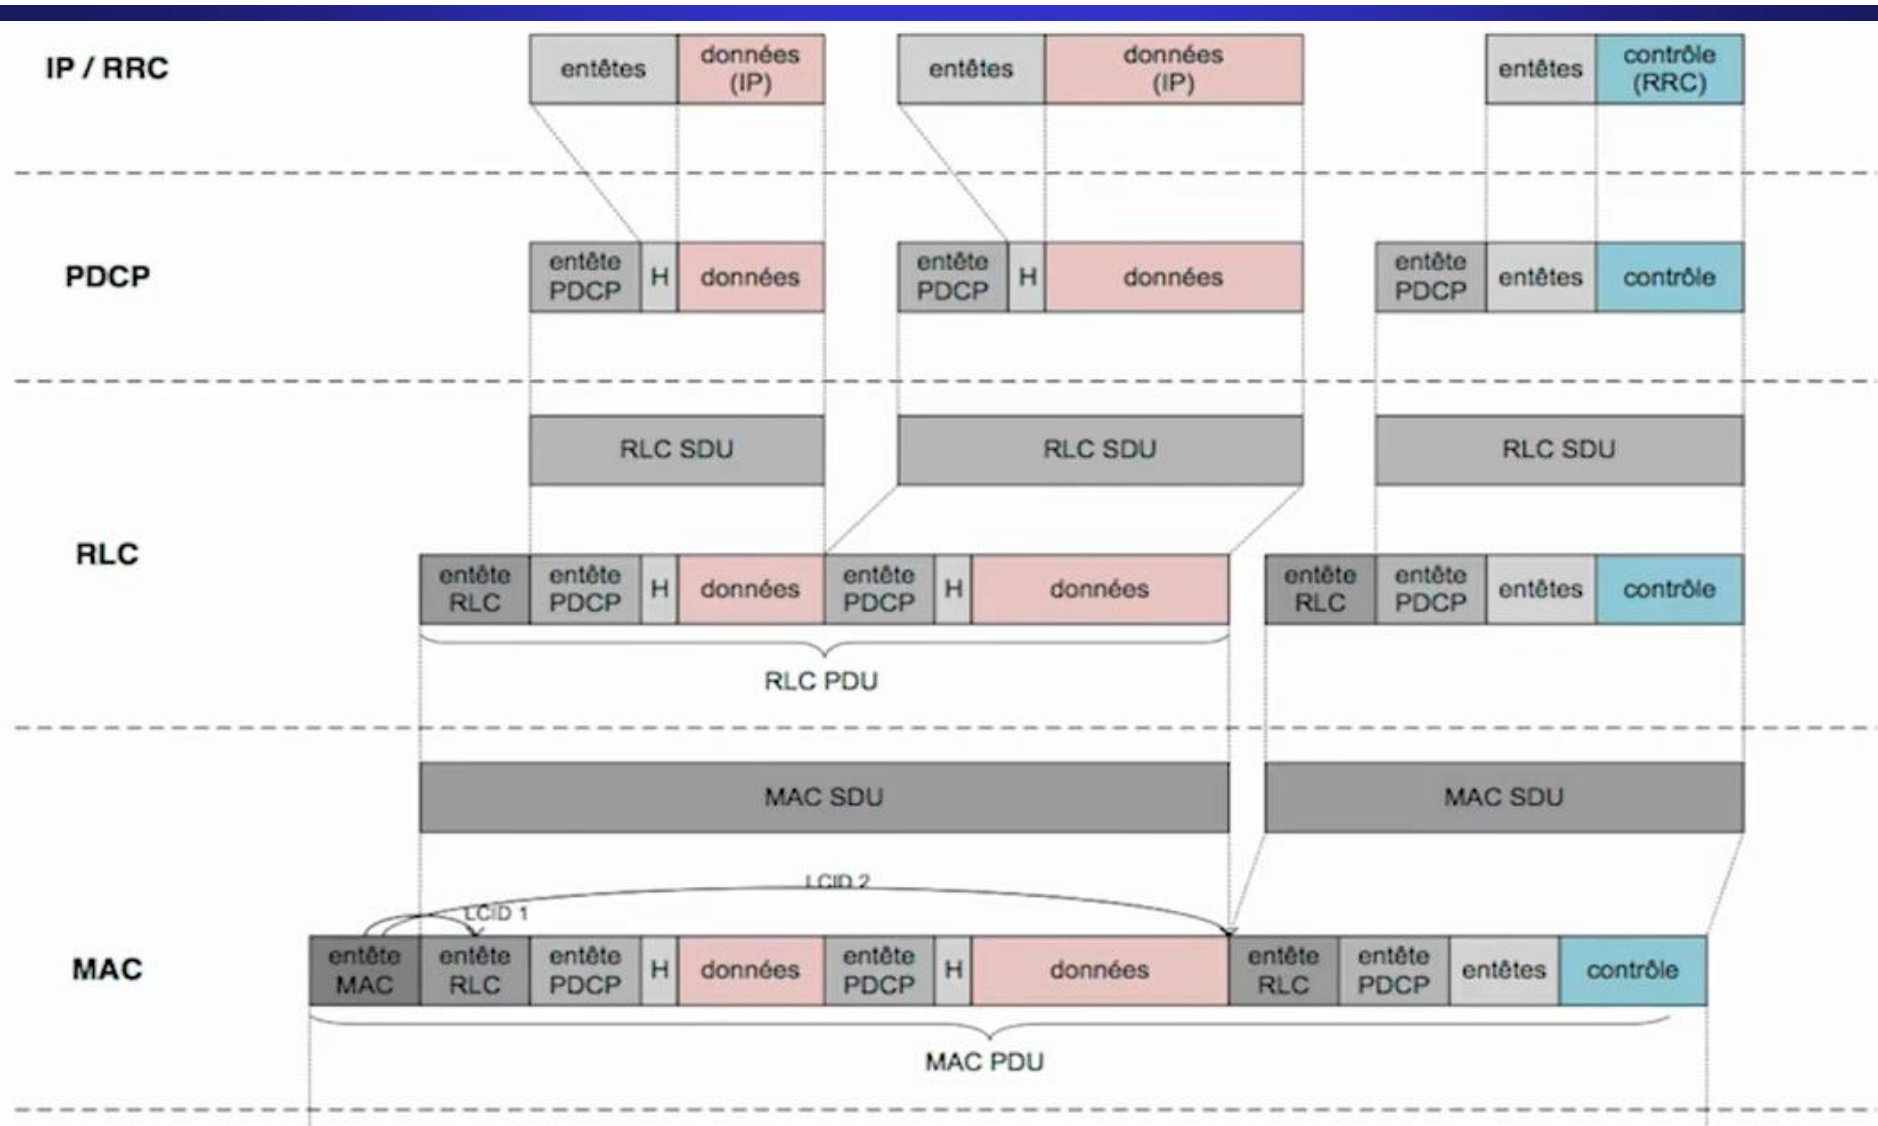 IP / RRC
entêtes
données
(IP)
entêtes
données
(IP)
entêtes
contrôle
(RRC)
PDCP
entête
PDCP
H
données
entête
PDCP
H
données
entête
PDCP
entêtes
contrôle
RLC SDU
RLC SDU
RLC SDU
RLC
entête
RLC
entête
PDCP
H
données
entête
PDCP
H
données
entête
RLC
entête
PDCP
entêtes
contrôle
RLC PDU
MAC SDU
MAC SDU
LCID 2
LCID 1
MAC
entête
MAC
entête
RLC
entête
PDCP
H
données
entête
PDCP
H
données
entête
RLC
entête
PDCP
entêtes
contrôle
MAC PDU